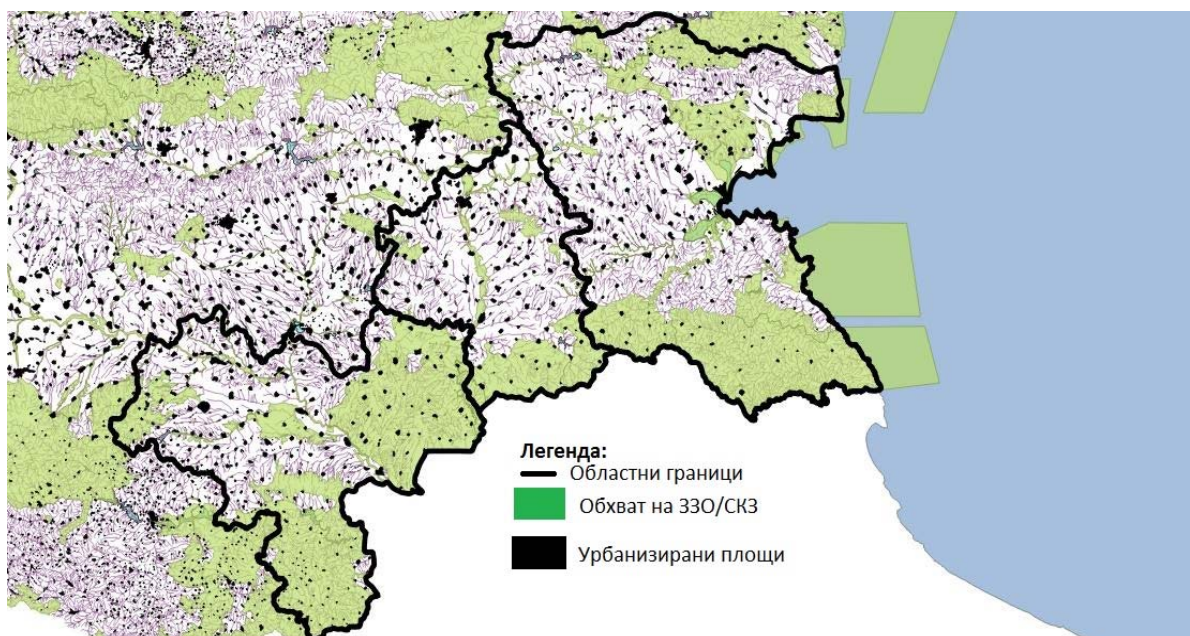 Легенда:
Областни граници
Обхват на ЗЗО/СКЗ
Урбанизирани площи